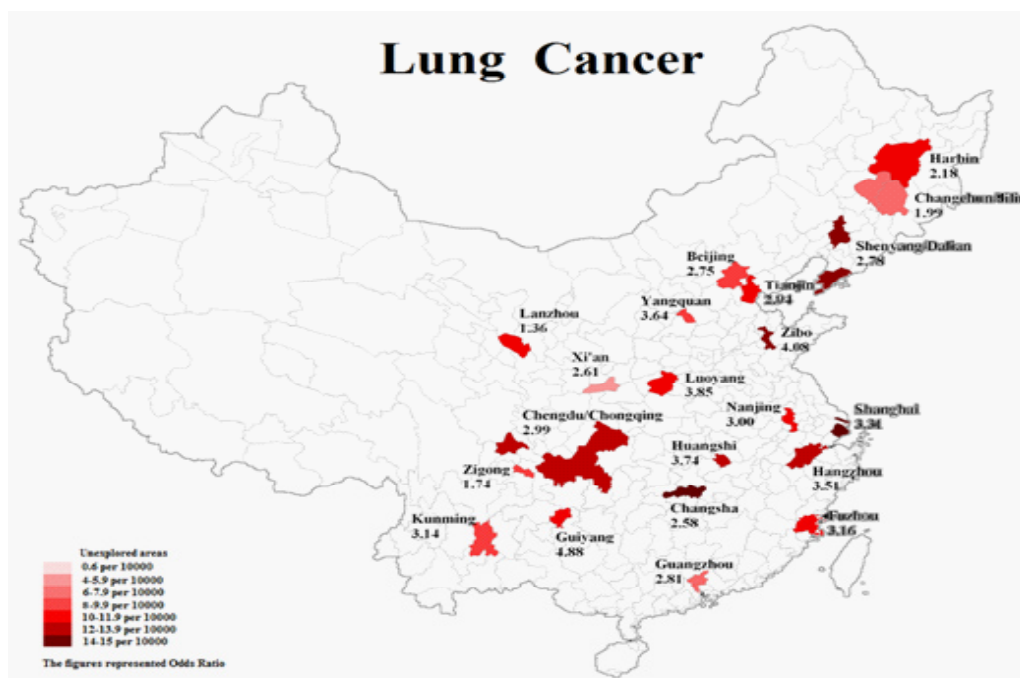 Lung Cancer
Harbin
2.18
Changchun/Jilin
1.99
Shenyang/Dalian
2.78
Beijing
2.75
Tianjin
2.04
Yangquan
3.64
Lanzhou
1.36
Zibo
4.08
Xi'an
2.61
Luoyang
3.85
Nanjing
3.00
Shanghai
3.31
Chengdu/Chongqing
2.99
Huangshi
3.74
Hangzhou
3.51
Zigong
1.74
Changsha
2.58
Kunming
3.14
Guiyang
4.88
Fuzhou
3.16
Guangzhou
2.81
Unexplored areas
0.6 per 10000
4-5.9 per 10000
6-7.9 per 10000
8-9.9 per 10000
10-11.9 per 10000
12-13.9 per 10000
14-15 per 10000
The figures represented Odds Ratio